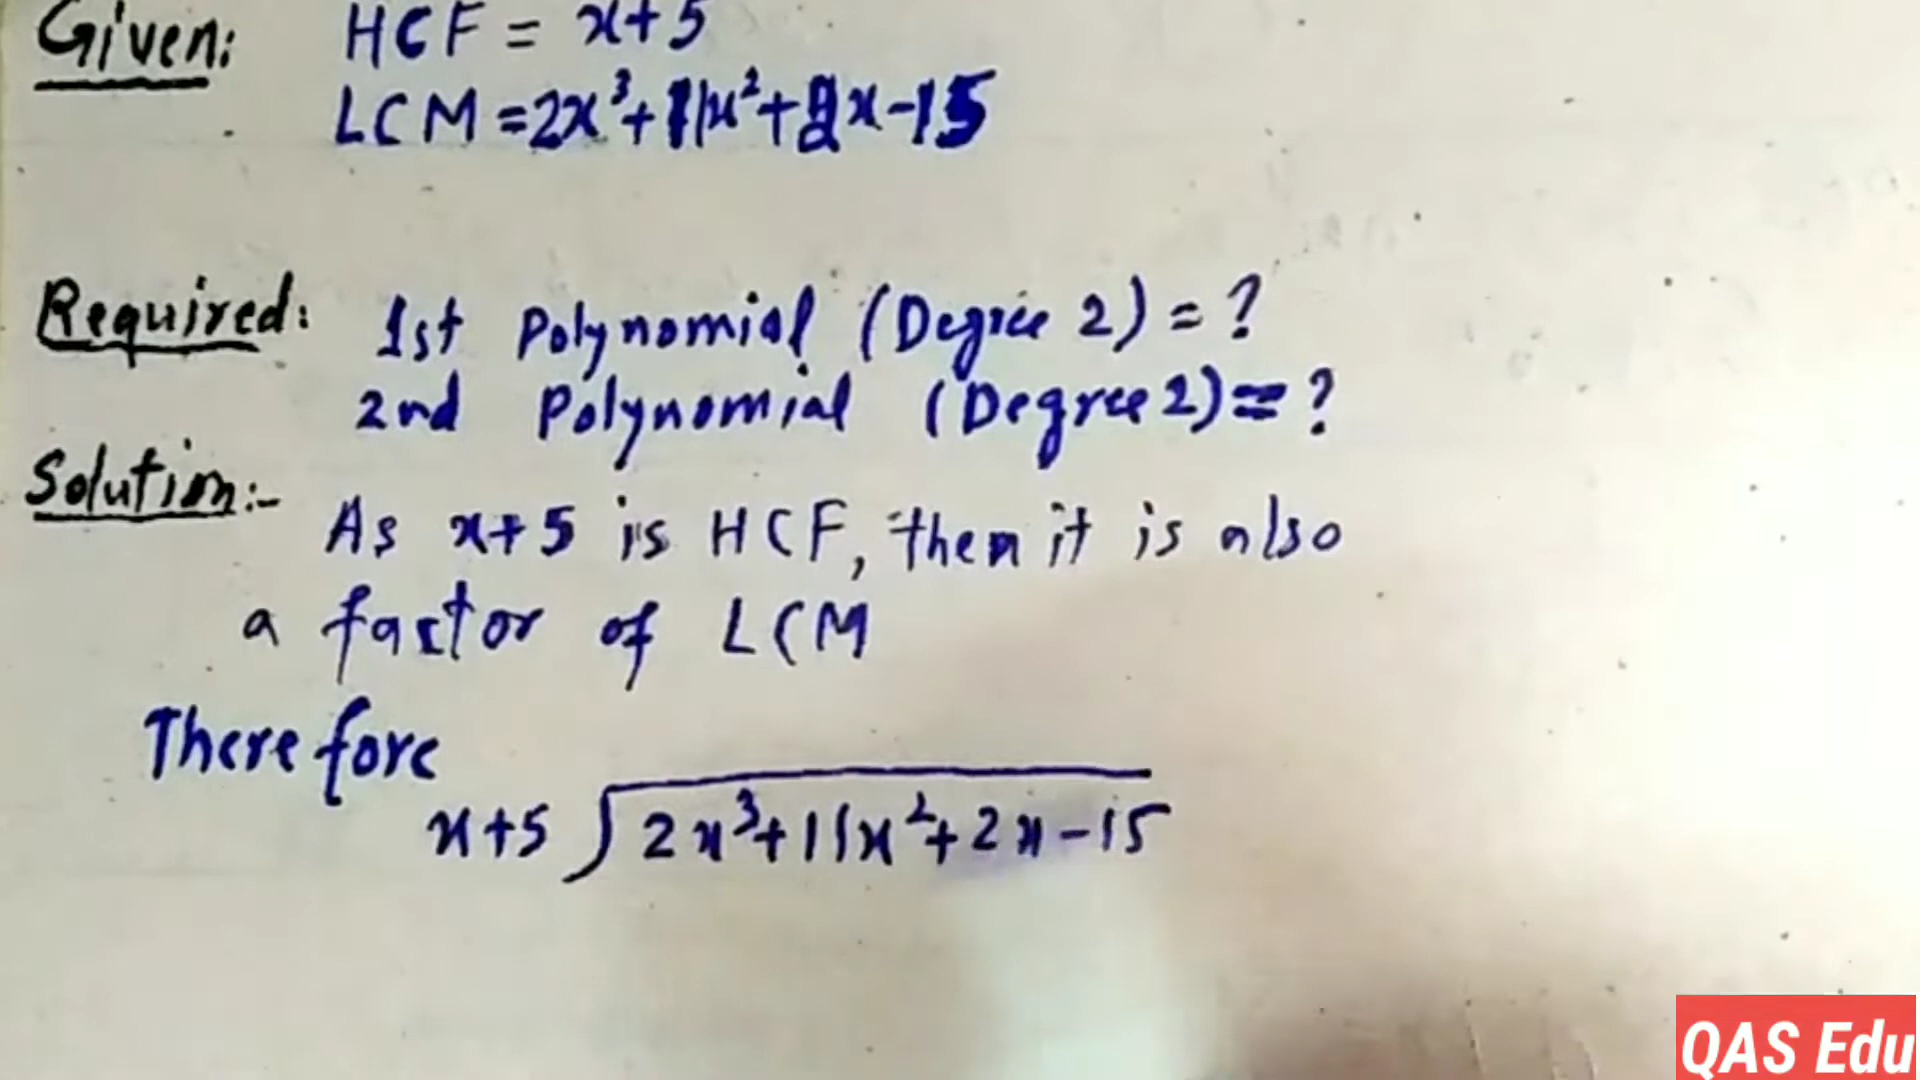 Given: HCF = x+5
LCM =2x³+11x²+2x-15
Required: 1st Polynomial (Degree 2) = ?
2nd Polynomial (Degree 2) = ?
Solution:- As x+5 is HCF, then it is also
a factor of LCM
Therefore
x+5 2x³+11x²+2x-15
QAS Edu